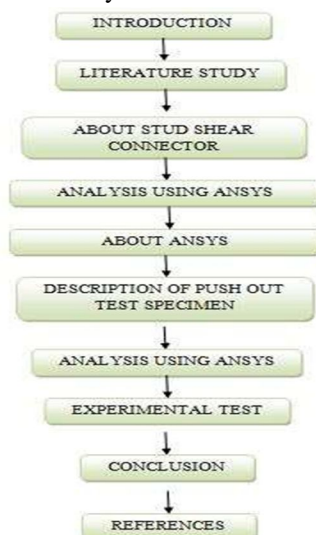 INTRODUCTION
LITERATURE STUDY
ABOUT STUD SHEAR
CONNECTOR
ANALYSIS USING ANSYS
ABOUT ANSYS
DESCRIPTION OF PUSH OUT
TEST SPECIMEN
ANALYSIS USING ANSYS
EXPERIMENTAL TEST
CONCLUSION
REFERENCES